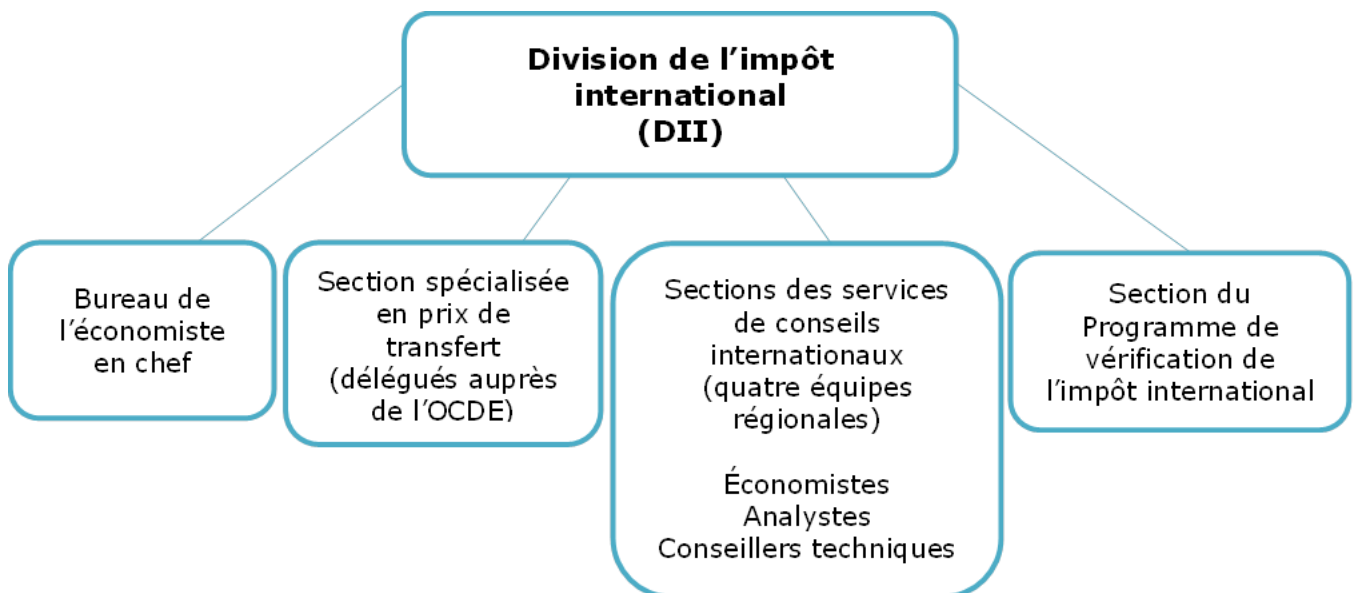 Division de l’impôt
international
(DII)
Bureau de
l’économiste
en chef
Section spécialisée
en prix de
transfert
(délégués auprès
de l’OCDE)
Sections des services
de conseils
internationaux
(quatre équipes
régionales)
Économistes
Analystes
Conseillers techniques
Section du
Programme de
vérification de
l’impôt international